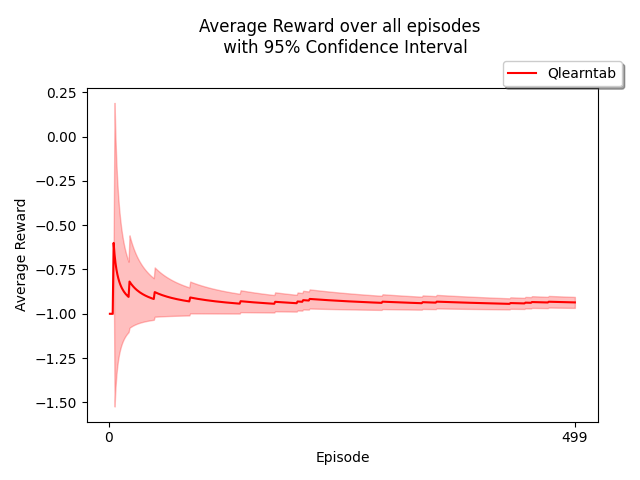 Average Reward over all episodes
with 95% Confidence Interval
Qlearntab
0.25
0.00
−0.25
−0.50
−0.75
−1.00
−1.25
−1.50
Average Reward
0 499
Episode